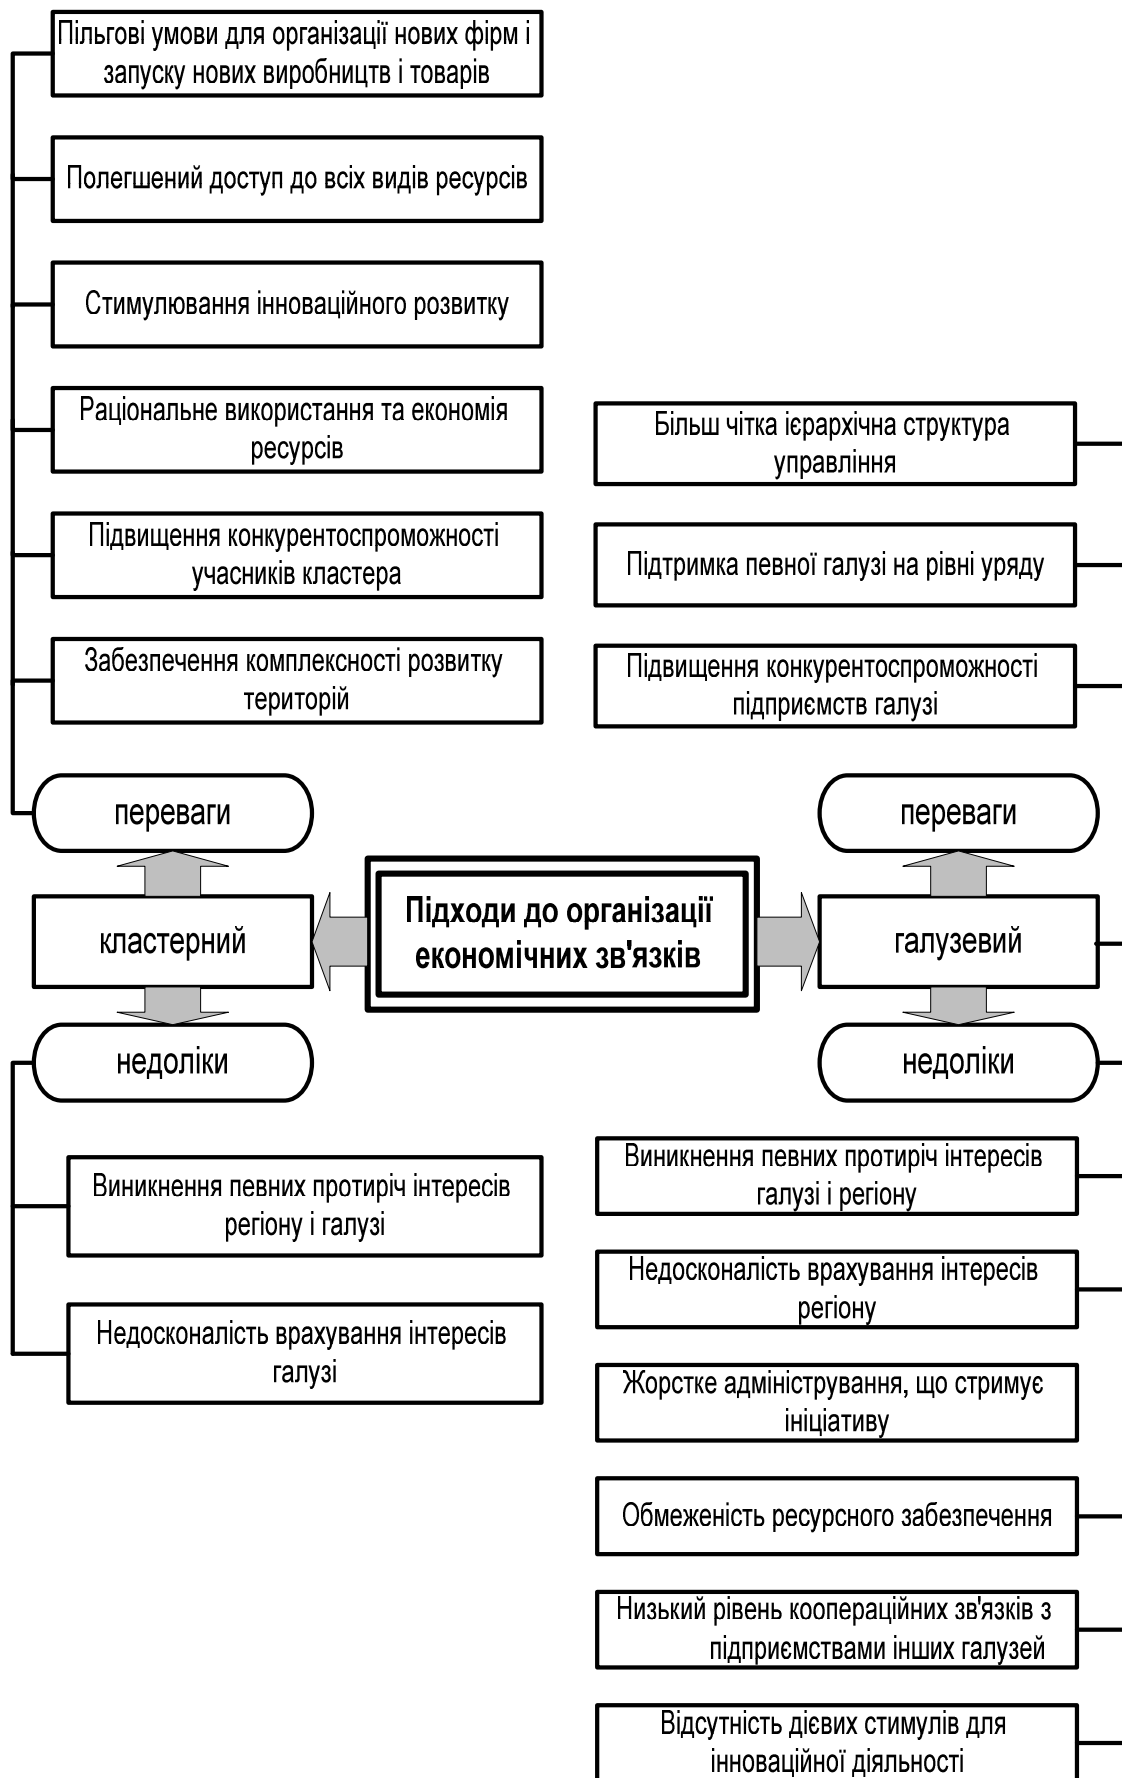 Пільгові умови для організації нових фірм і
запуску нових виробництв і товарів
Полегшений доступ до всіх видів ресурсів
Стимулювання інноваційного розвитку
Раціональне використання та економія
ресурсів
Підвищення конкурентоспроможності
учасників кластера
Забезпечення комплексності розвитку
територій
Більш чітка ієрархічна структура
управління
Підтримка певної галузі на рівні уряду
Підвищення конкурентоспроможності
підприємств галузі
переваги
переваги
кластерний
Підходи до організації
економічних зв'язків
галузевий
недоліки
недоліки
Виникнення певних протиріч інтересів
регіону і галузі
Недосконалість врахування інтересів
галузі
Виникнення певних протиріч інтересів
галузі і регіону
Недосконалість врахування інтересів
регіону
Жорстке адміністрування, що стримує
ініціативу
Обмеженість ресурсного забезпечення
Низький рівень коопераційних зв'язків з
підприємствами інших галузей
Відсутність дієвих стимулів для
інноваційної діяльності